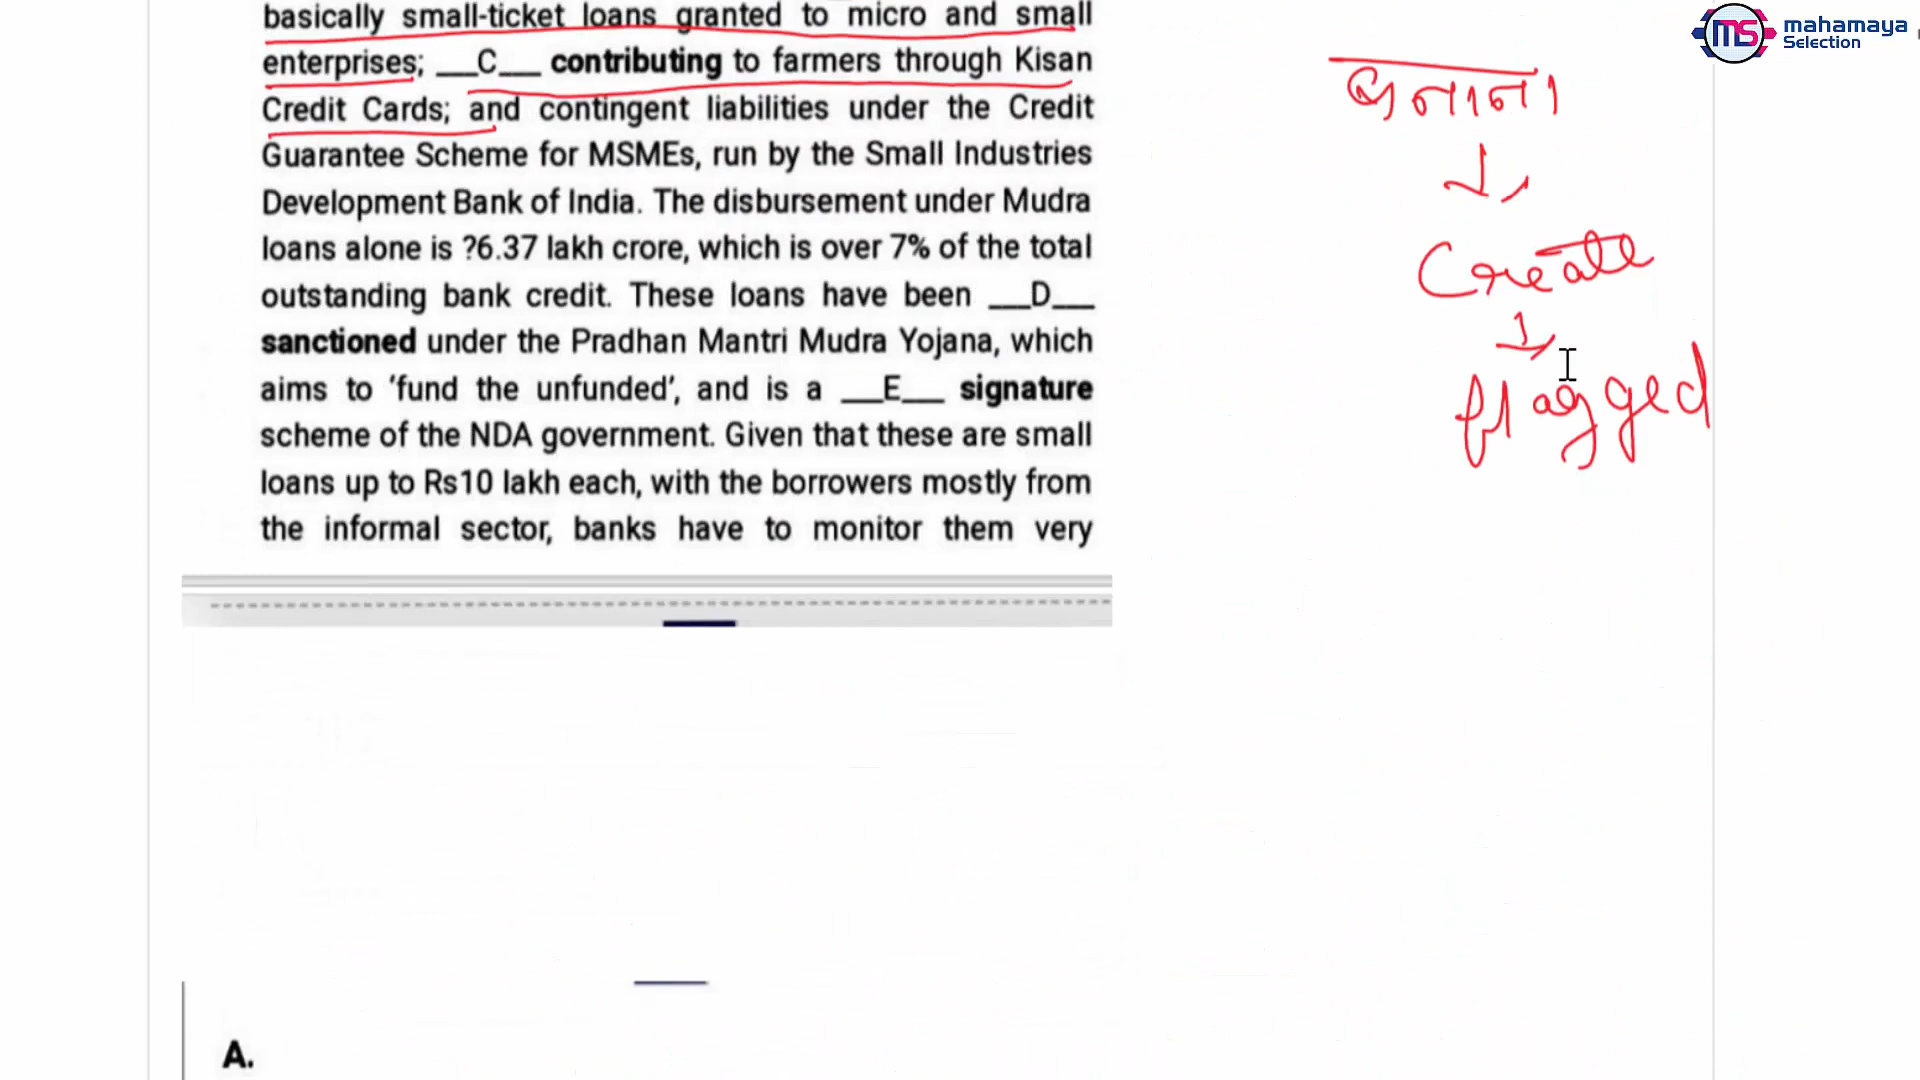 basically small-ticket loans granted to micro and small
enterprises; ___C___ contributing to farmers through Kisan
Credit Cards; and contingent liabilities under the Credit
Guarantee Scheme for MSMEs, run by the Small Industries
Development Bank of India. The disbursement under Mudra
loans alone is ?6.37 lakh crore, which is over 7% of the total
outstanding bank credit. These loans have been ___D___
sanctioned under the Pradhan Mantri Mudra Yojana, which
aims to ‘fund the unfunded’, and is a ___E___ signature
scheme of the NDA government. Given that these are small
loans up to Rs10 lakh each, with the borrowers mostly from
the informal sector, banks have to monitor them very
A.
बनाना
Create
flagged
MS mahamaya
Selection